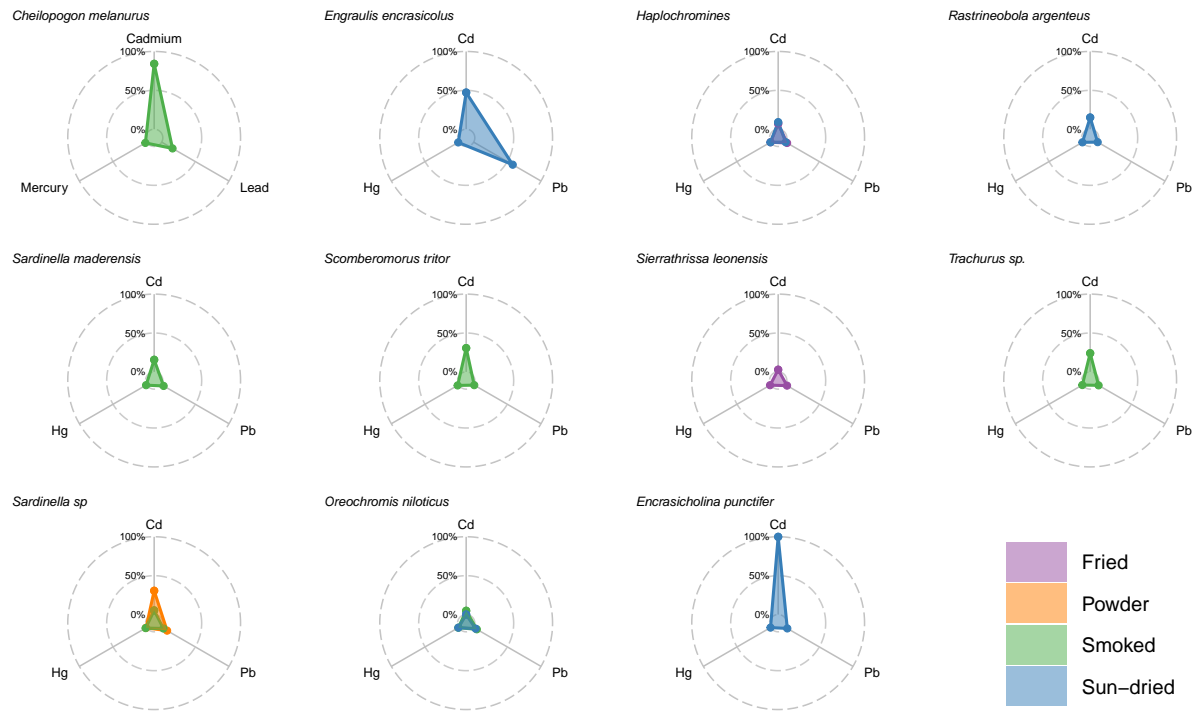 Cheilopogon melanurus
Engraulis encrasicolus
Haplochromines
Rastrineobola argenteus
Cadmium
Cd
Cd
Cd
100%
100%
100%
100%
50%
50%
50%
50%
0%
0%
0%
0%
Mercury
Lead
Hg
Pb
Hg
Pb
Hg
Pb
Sardinella maderensis
Scomberomorus tritor
Sierrathrissa leonensis
Trachurus sp.
Cd
Cd
Cd
Cd
100%
100%
100%
100%
50%
50%
50%
50%
0%
0%
0%
0%
Hg
Pb
Hg
Pb
Hg
Pb
Hg
Pb
Sardinella sp
Oreochromis niloticus
Encrasicholina punctifer
Cd
Cd
Cd
100%
100%
100%
50%
50%
50%
0%
0%
0%
Hg
Pb
Hg
Pb
Hg
Pb
Fried
Powder
Smoked
Sun−dried